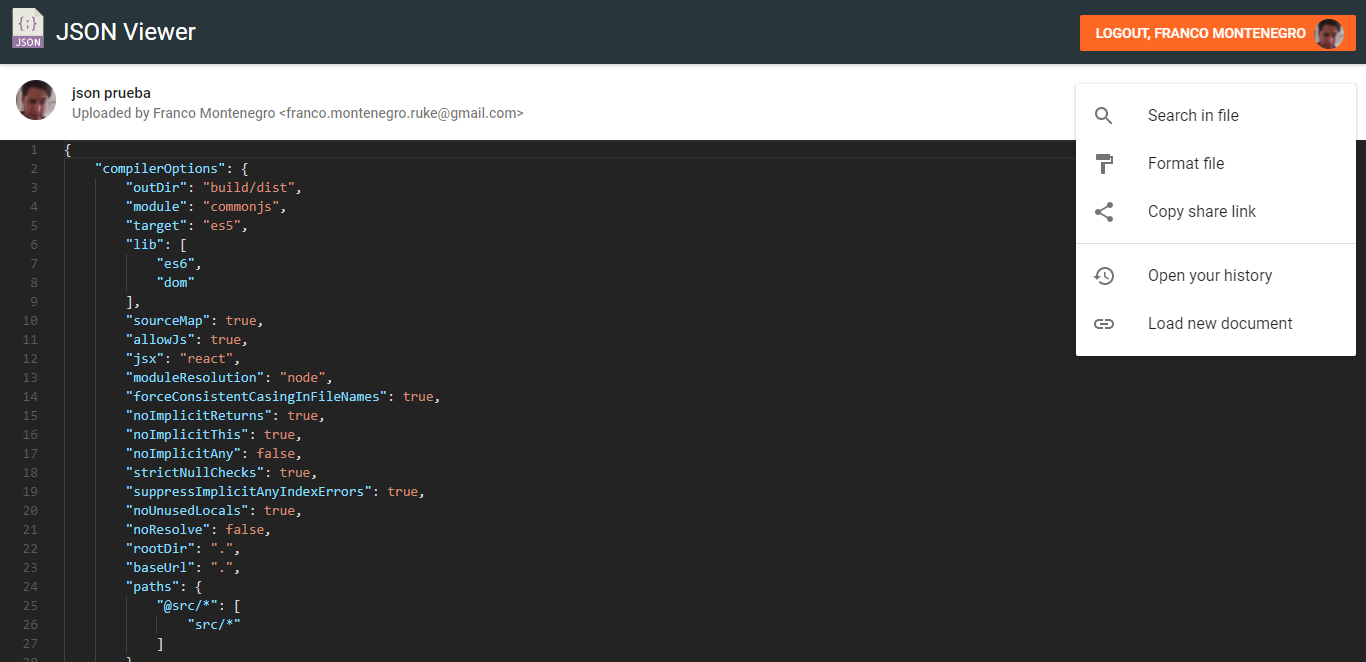 {;}
JSON
JSON Viewer
LOGOUT, FRANCO MONTENEGRO
json prueba
Uploaded by Franco Montenegro <franco.montenegro.ruke@gmail.com>
Search in file
Format file
Copy share link
Open your history
Load new document
1 {
2 "compilerOptions": {
3 "outDir": "build/dist",
4 "module": "commonjs",
5 "target": "es5",
6 "lib": [
7 "es6",
8 "dom"
9 ],
10 "sourceMap": true,
11 "allowJs": true,
12 "jsx": "react",
13 "moduleResolution": "node",
14 "forceConsistentCasingInFileNames": true,
15 "noImplicitReturns": true,
16 "noImplicitThis": true,
17 "noImplicitAny": false,
18 "strictNullChecks": true,
19 "suppressImplicitAnyIndexErrors": true,
20 "noUnusedLocals": true,
21 "noResolve": false,
22 "rootDir": ".",
23 "baseUrl": ".",
24 "paths": {
25 "@src/*": [
26 "src/*"
27 ]
28 }